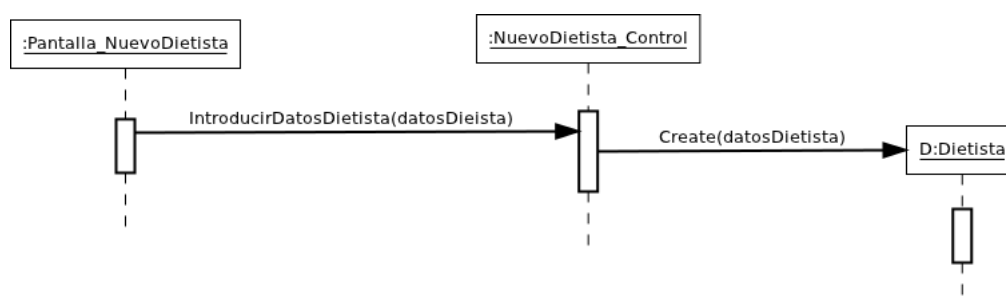 :Pantalla_NuevoDietista
:NuevoDietista_Control
IntroducirDatosDietista(datosDieista)
Create(datosDietista)
D:Dietista